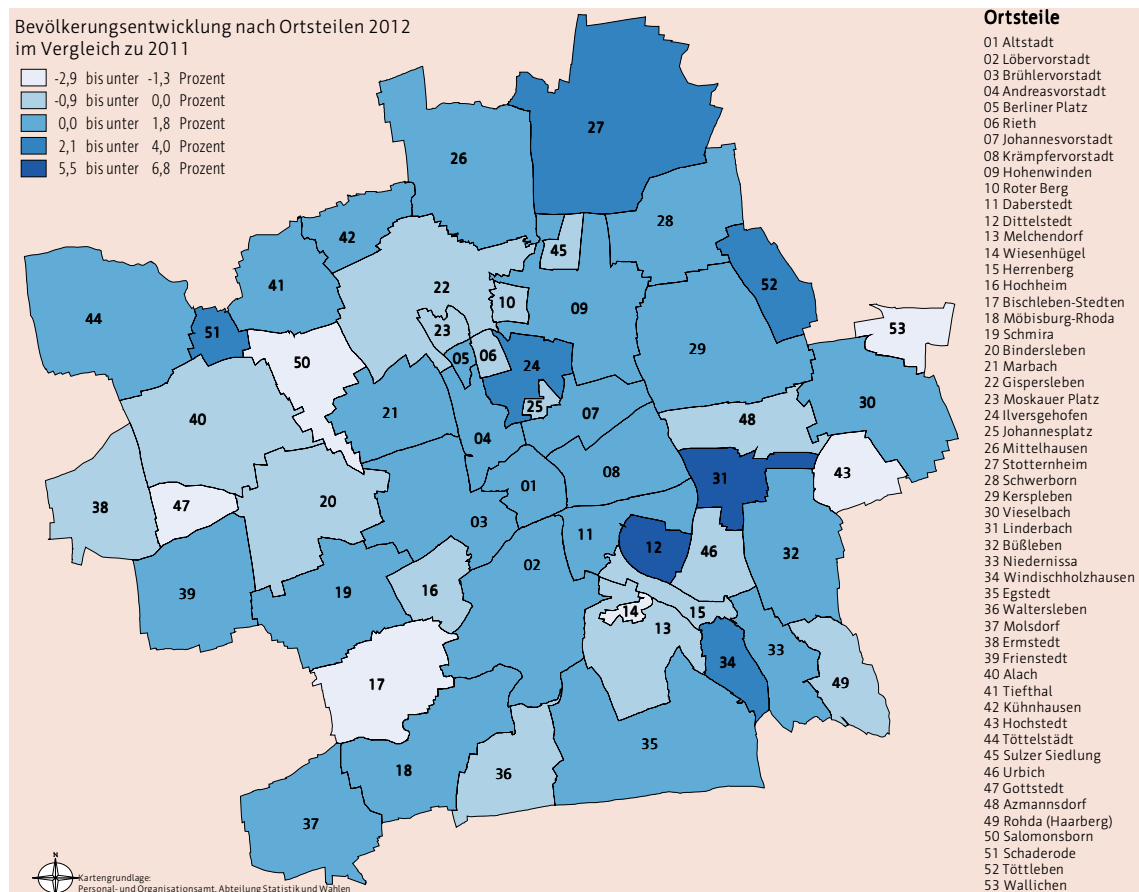 Bevölkerungsentwicklung nach Ortsteilen 2012
im Vergleich zu 2011
-2,9 bis unter -1,3 Prozent
-0,9 bis unter 0,0 Prozent
0,0 bis unter 1,8 Prozent
2,1 bis unter 4,0 Prozent
5,5 bis unter 6,8 Prozent
27
26
28
42
45
41
22
52
44
10
09
51
23
53
50
05
06
24
29
25
30
40
21
07
48
04
43
38
47
20
01
08
31
03
11
12
46
32
02
39
19
16
14
15
13
33
34
17
49
35
18
36
37
N
Kartengrundlage:
Personal- und Organisationsamt, Abteilung Statistik und Wahlen
Ortsteile
01 Altstadt
02 Löbervorstadt
03 Brühlervorstadt
04 Andreasvorstadt
05 Berliner Platz
06 Rieth
07 Johannesvorstadt
08 Krämpfervorstadt
09 Hohenwinden
10 Roter Berg
11 Daberstedt
12 Dittelstedt
13 Melchendorf
14 Wiesenhügel
15 Herrenberg
16 Hochheim
17 Bischleben-Stedten
18 Möbisburg-Rhoda
19 Schmira
20 Bindersleben
21 Marbach
22 Gispersleben
23 Moskauer Platz
24 Ilversgehofen
25 Johannesplatz
26 Mittelhausen
27 Stotternheim
28 Schwerborn
29 Kerspleben
30 Vieselbach
31 Linderbach
32 Büßleben
33 Niedernissa
34 Windischholzhausen
35 Egstedt
36 Waltersleben
37 Molsdorf
38 Ermstedt
39 Frienstedt
40 Alach
41 Tiefthal
42 Kühnhausen
43 Hochstedt
44 Töttelstädt
45 Sulzer Siedlung
46 Urbich
47 Gottstedt
48 Azmannsdorf
49 Rohda (Haarberg)
50 Salomonsborn
51 Schaderode
52 Töttleben
53 Wallichen